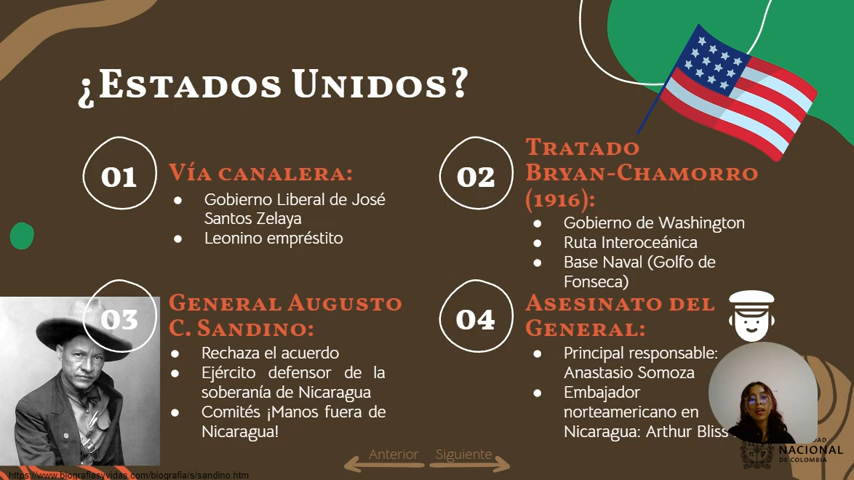 ¿Estados Unidos?
01
Vía canalera:
● Gobierno Liberal de José
Santos Zelaya
● Leonino empréstito
02
Tratado
Bryan-Chamorro
(1916):
● Gobierno de Washington
● Ruta Interoceánica
● Base Naval (Golfo de
Fonseca)
03
General Augusto
C. Sandino:
● Rechaza el acuerdo
● Ejército defensor de la
soberanía de Nicaragua
● Comités ¡Manos fuera de
Nicaragua!
04
Asesinato del
General:
● Principal responsable:
Anastasio Somoza
● Embajador
norteamericano en
Nicaragua: Arthur Bliss
Anterior Siguiente
NACIONAL
DE COLOMBIA
https://www.biografiasyvidas.com/biografia/s/sandino.htm